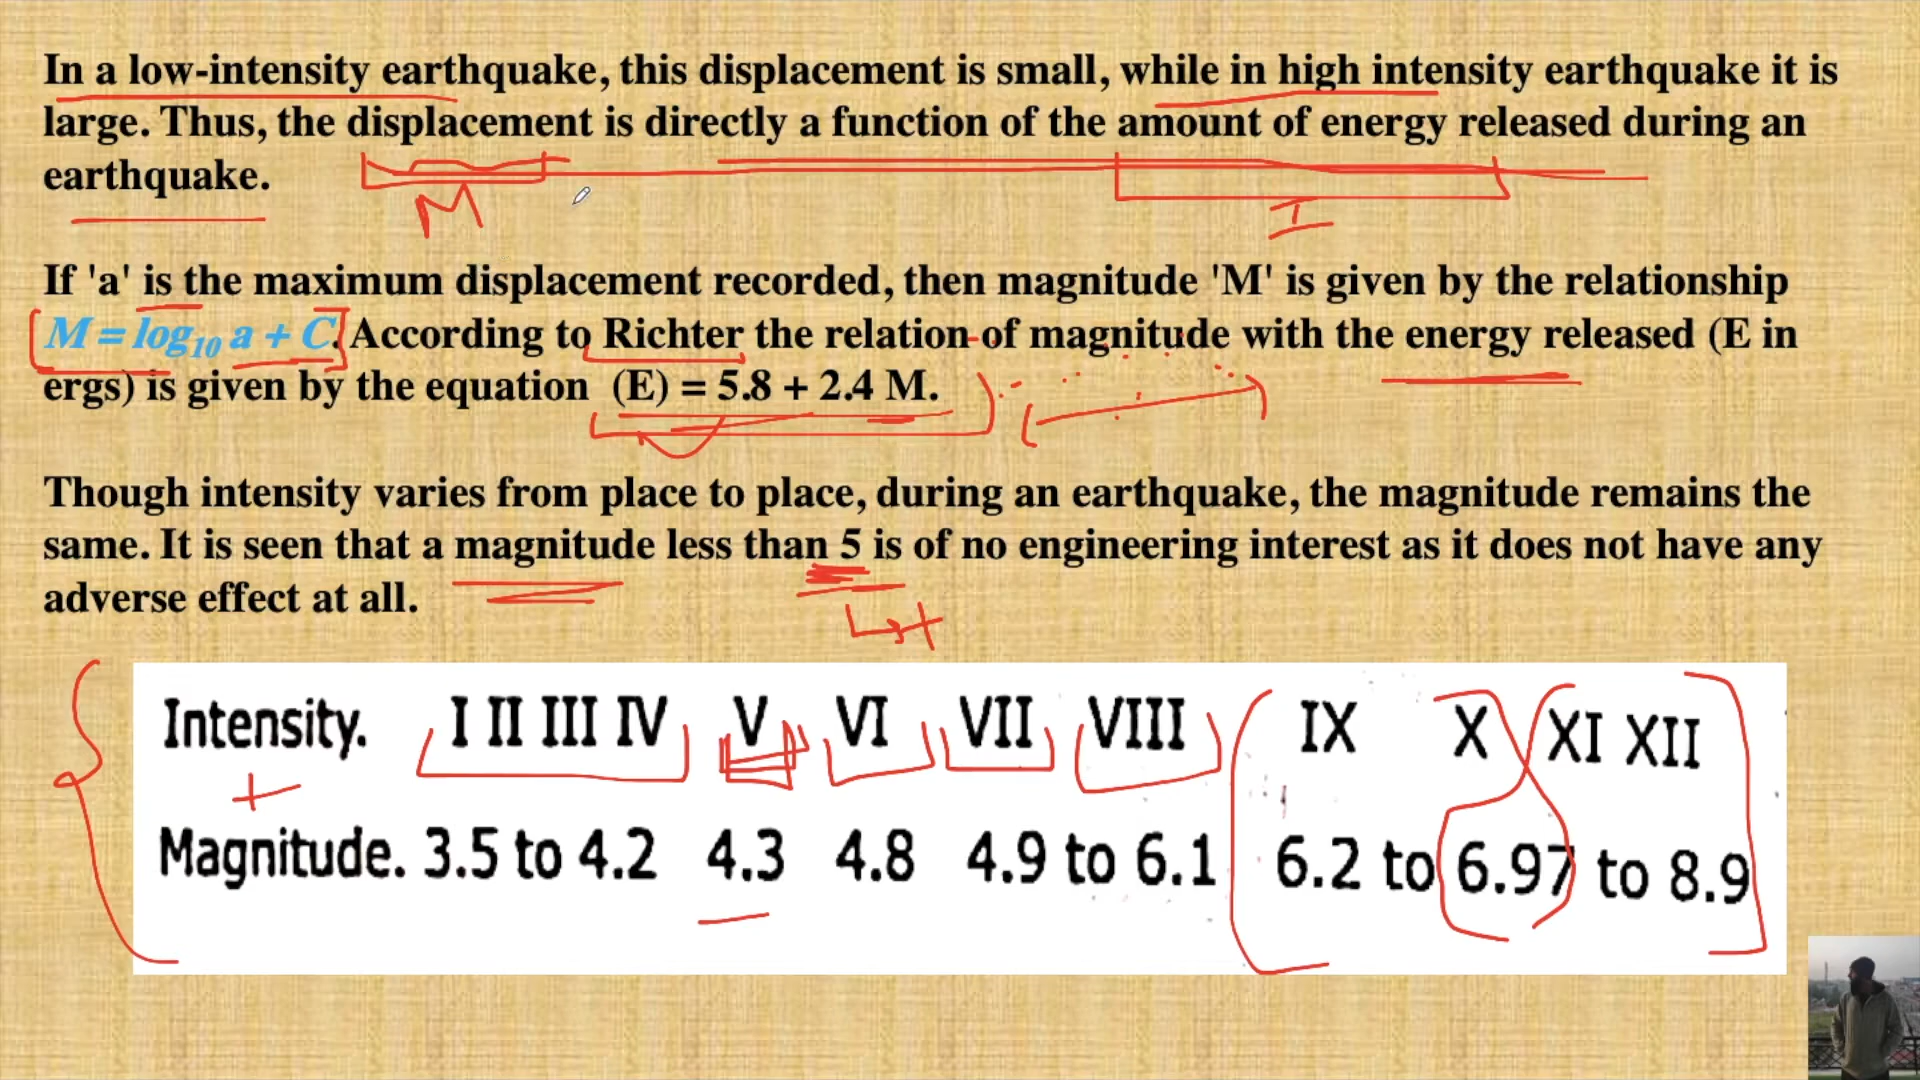 In a low-intensity earthquake, this displacement is small, while in high intensity earthquake it is
large. Thus, the displacement is directly a function of the amount of energy released during an
earthquake.
M
I
If 'a' is the maximum displacement recorded, then magnitude 'M' is given by the relationship
M = log₁₀ a + C. According to Richter the relation of magnitude with the energy released (E in
ergs) is given by the equation (E) = 5.8 + 2.4 M.
Though intensity varies from place to place, during an earthquake, the magnitude remains the
same. It is seen that a magnitude less than 5 is of no engineering interest as it does not have any
adverse effect at all.
Intensity. I II III IV V VI VII VIII IX X XI XII
Magnitude. 3.5 to 4.2 4.3 4.8 4.9 to 6.1 6.2 to 6.97 to 8.9